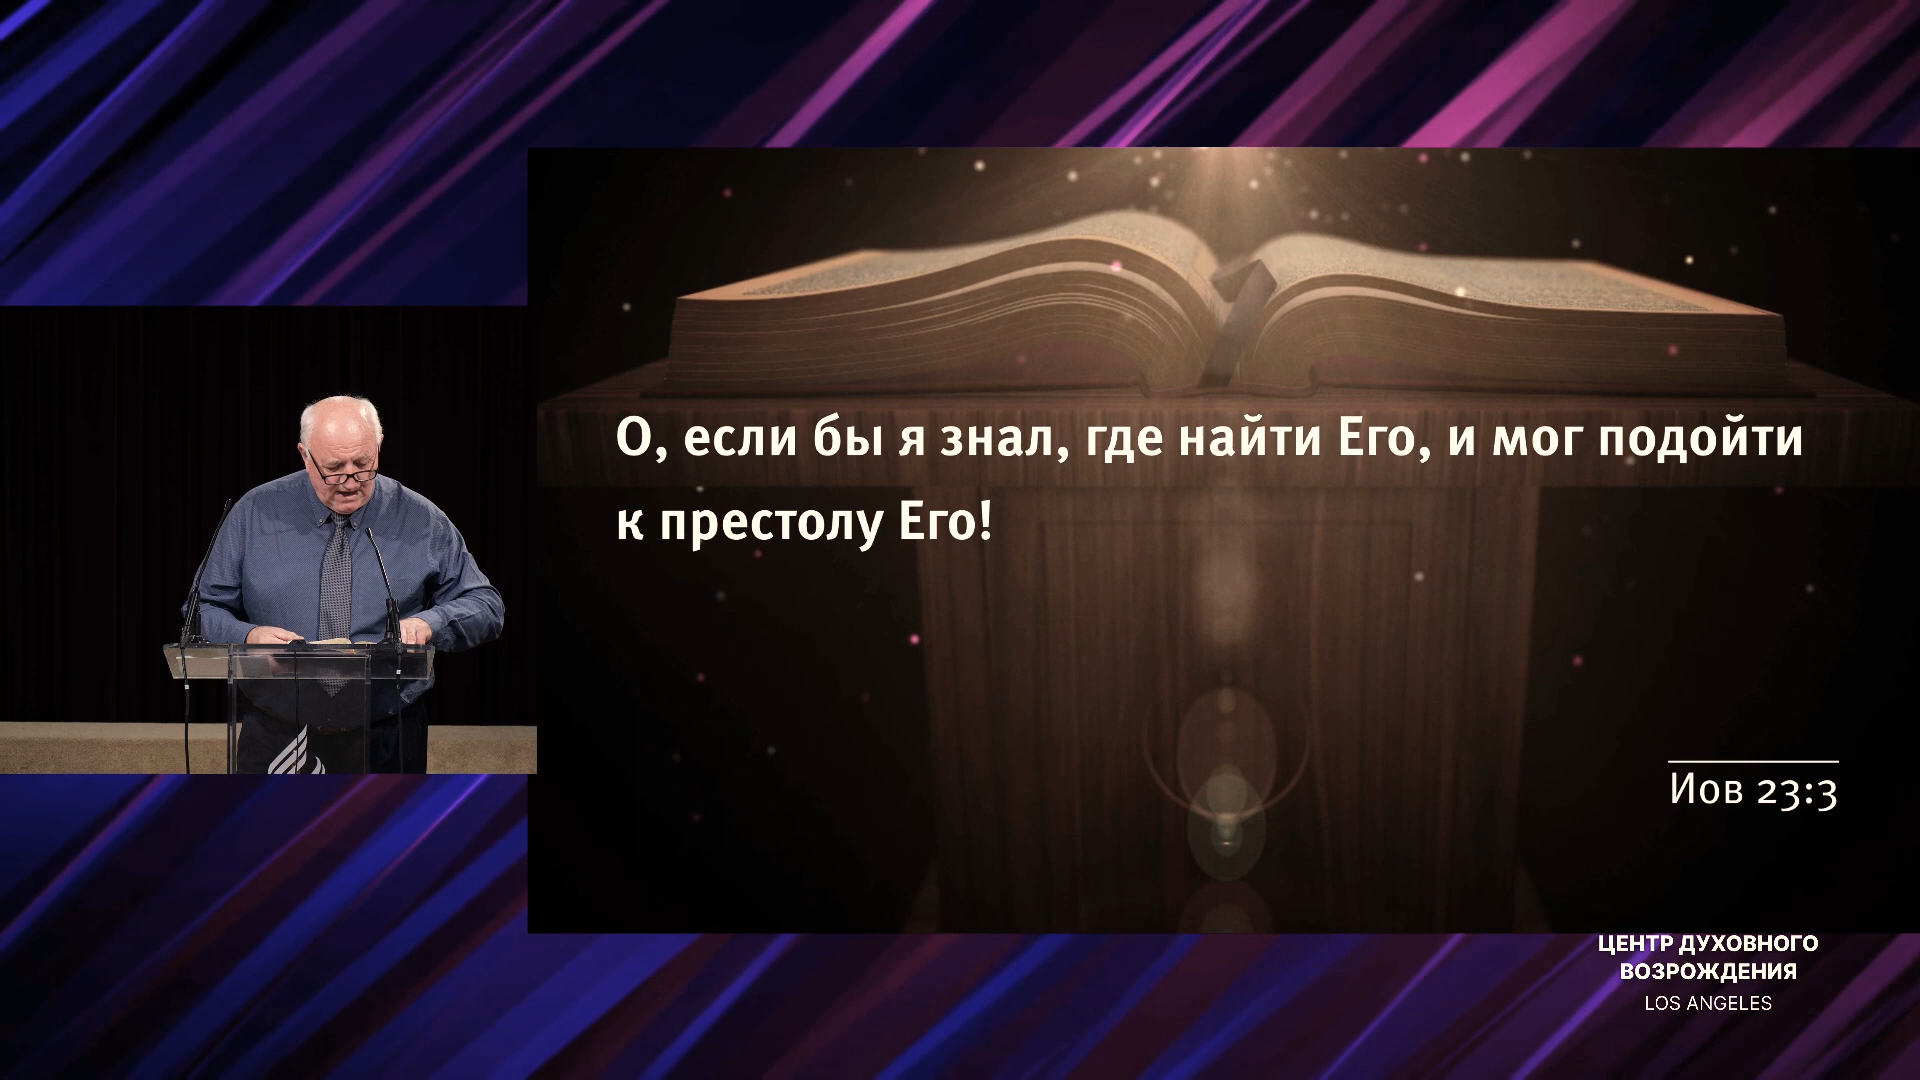 О, если бы я знал, где найти Его, и мог подойти
к престолу Его!
Иов 23:3
ЦЕНТР ДУХОВНОГО
ВОЗРОЖДЕНИЯ
LOS ANGELES